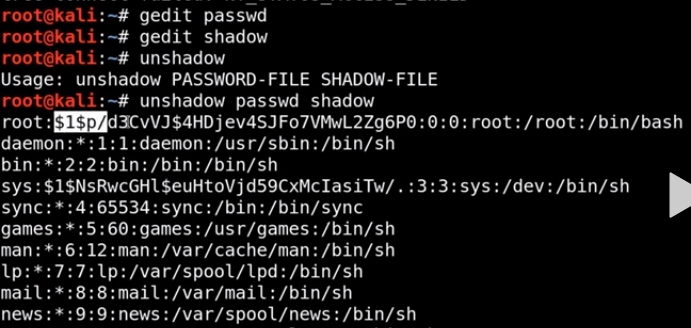 root@kali:~# gedit passwd
root@kali:~# gedit shadow
root@kali:~# unshadow
Usage: unshadow PASSWORD-FILE SHADOW-FILE
root@kali:~# unshadow passwd shadow
root:$1$p/d3CvVJ$4HDjev4SJFo7VMwL2Zg6P0:0:0:root:/root:/bin/bash
daemon:*:1:1:daemon:/usr/sbin:/bin/sh
bin:*:2:2:bin:/bin:/bin/sh
sys:$1$NsRwcGHl$euHtoVjd59CxMcIasiTw/.:3:3:sys:/dev:/bin/sh
sync:*:4:65534:sync:/bin:/bin/sync
games:*:5:60:games:/usr/games:/bin/sh
man:*:6:12:man:/var/cache/man:/bin/sh
lp:*:7:7:lp:/var/spool/lpd:/bin/sh
mail:*:8:8:mail:/var/mail:/bin/sh
news:*:9:9:news:/var/spool/news:/bin/sh